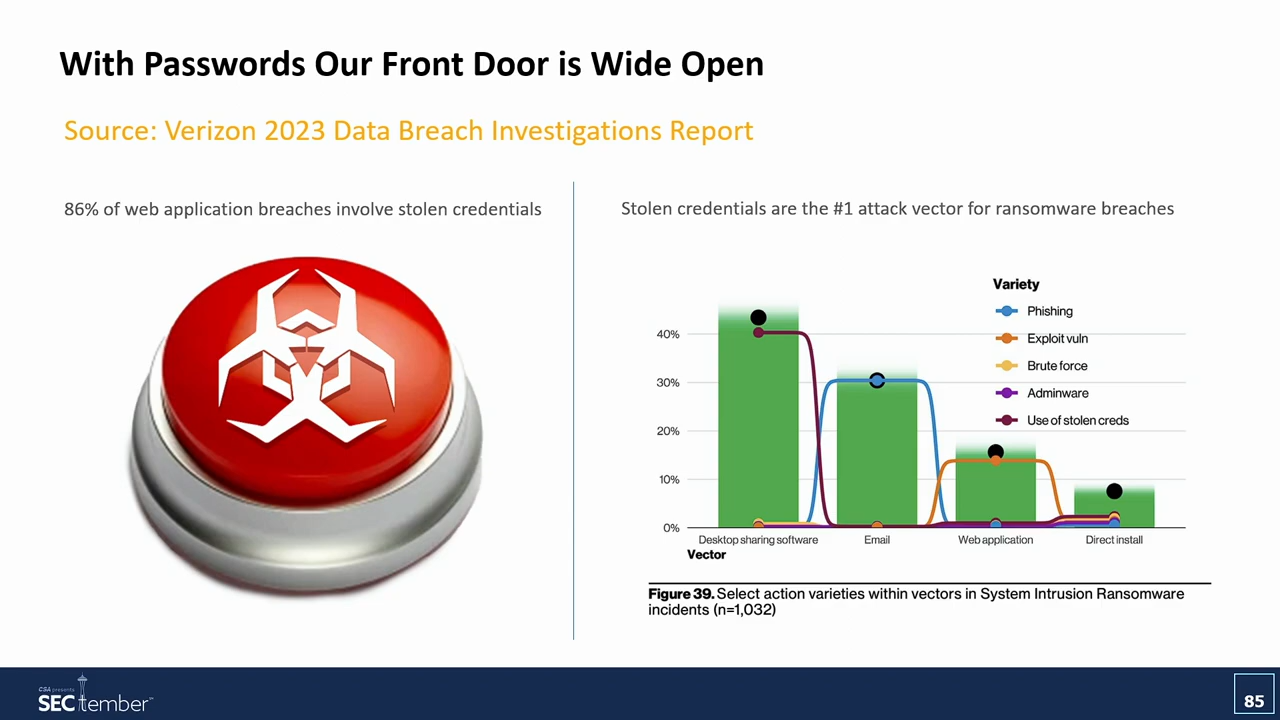 With Passwords Our Front Door is Wide Open
Source: Verizon 2023 Data Breach Investigations Report
86% of web application breaches involve stolen credentials
Stolen credentials are the #1 attack vector for ransomware breaches
Variety
Phishing
Exploit vuln
Brute force
Adminware
Use of stolen creds
40%
30%
20%
10%
0%
Desktop sharing software
Email
Web application
Direct install
Vector
Figure 39. Select action varieties within vectors in System Intrusion Ransomware
incidents (n=1,032)
CSA presents
SECtember
85